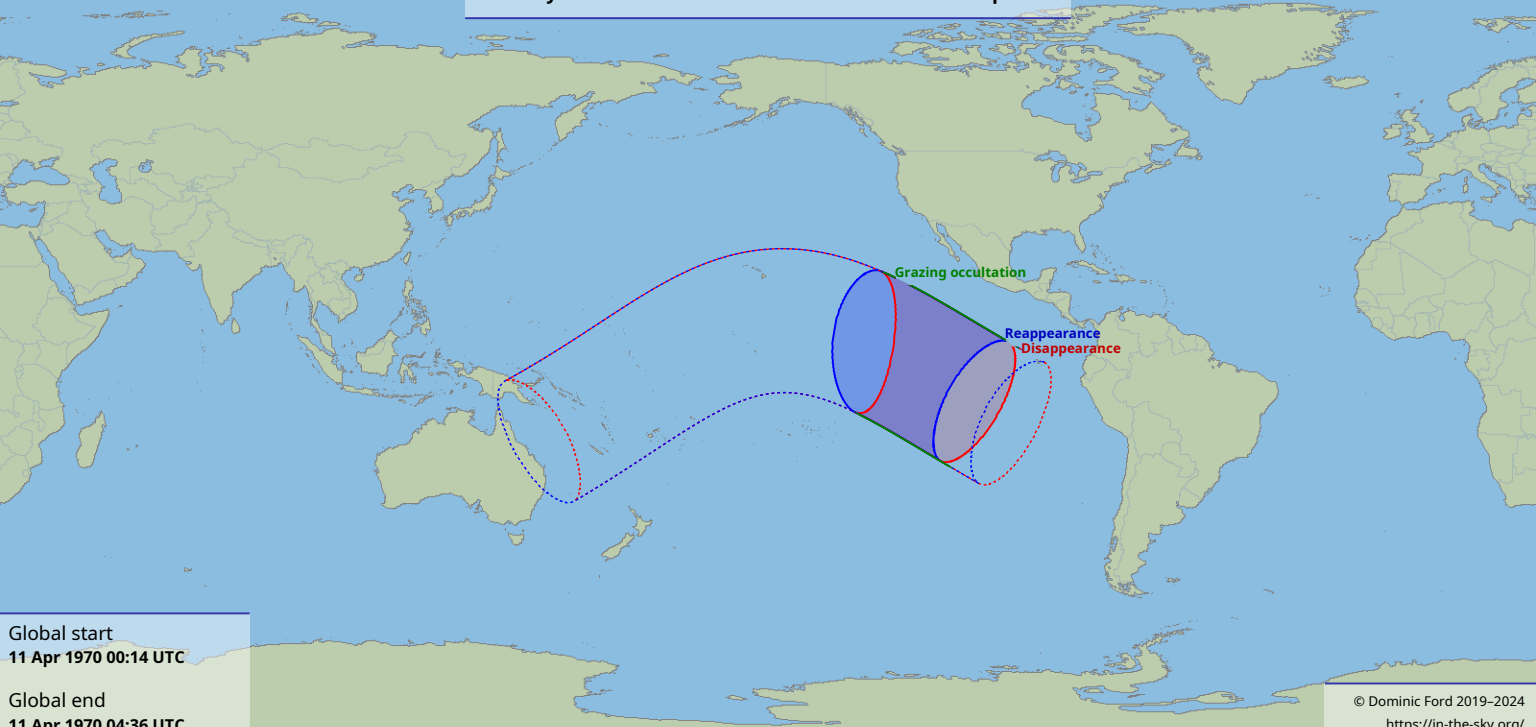 Grazing occultation
Reappearance
Disappearance
Global start
11 Apr 1970 00:14 UTC
Global end
11 Apr 1970 04:36 UTC
© Dominic Ford 2019–2024
https://in-the-sky.org/